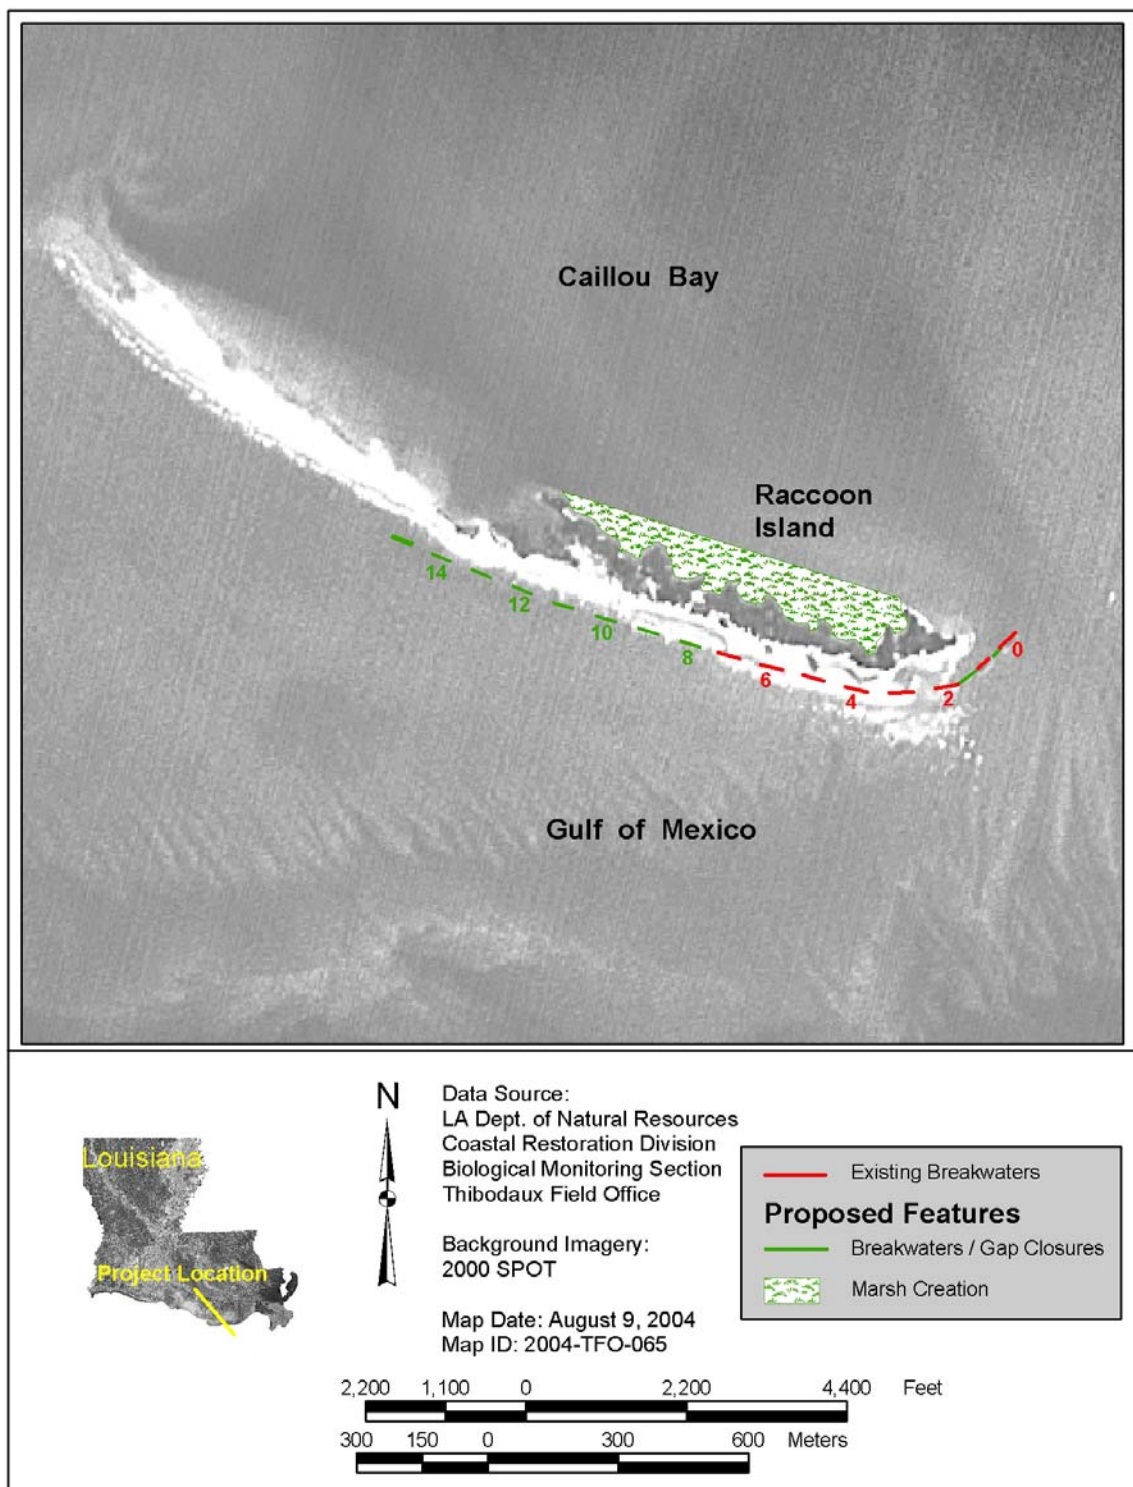 Caillou Bay
Raccoon
Island
14
12
10
8
6
4
2
0
Gulf of Mexico
Louisiana
Project Location
N
Data Source:
LA Dept. of Natural Resources
Coastal Restoration Division
Biological Monitoring Section
Thibodaux Field Office
Background Imagery:
2000 SPOT
Map Date: August 9, 2004
Map ID: 2004-TFO-065
Existing Breakwaters
Proposed Features
Breakwaters / Gap Closures
Marsh Creation
2,200 1,100 0 2,200 4,400 Feet
300 150 0 300 600 Meters